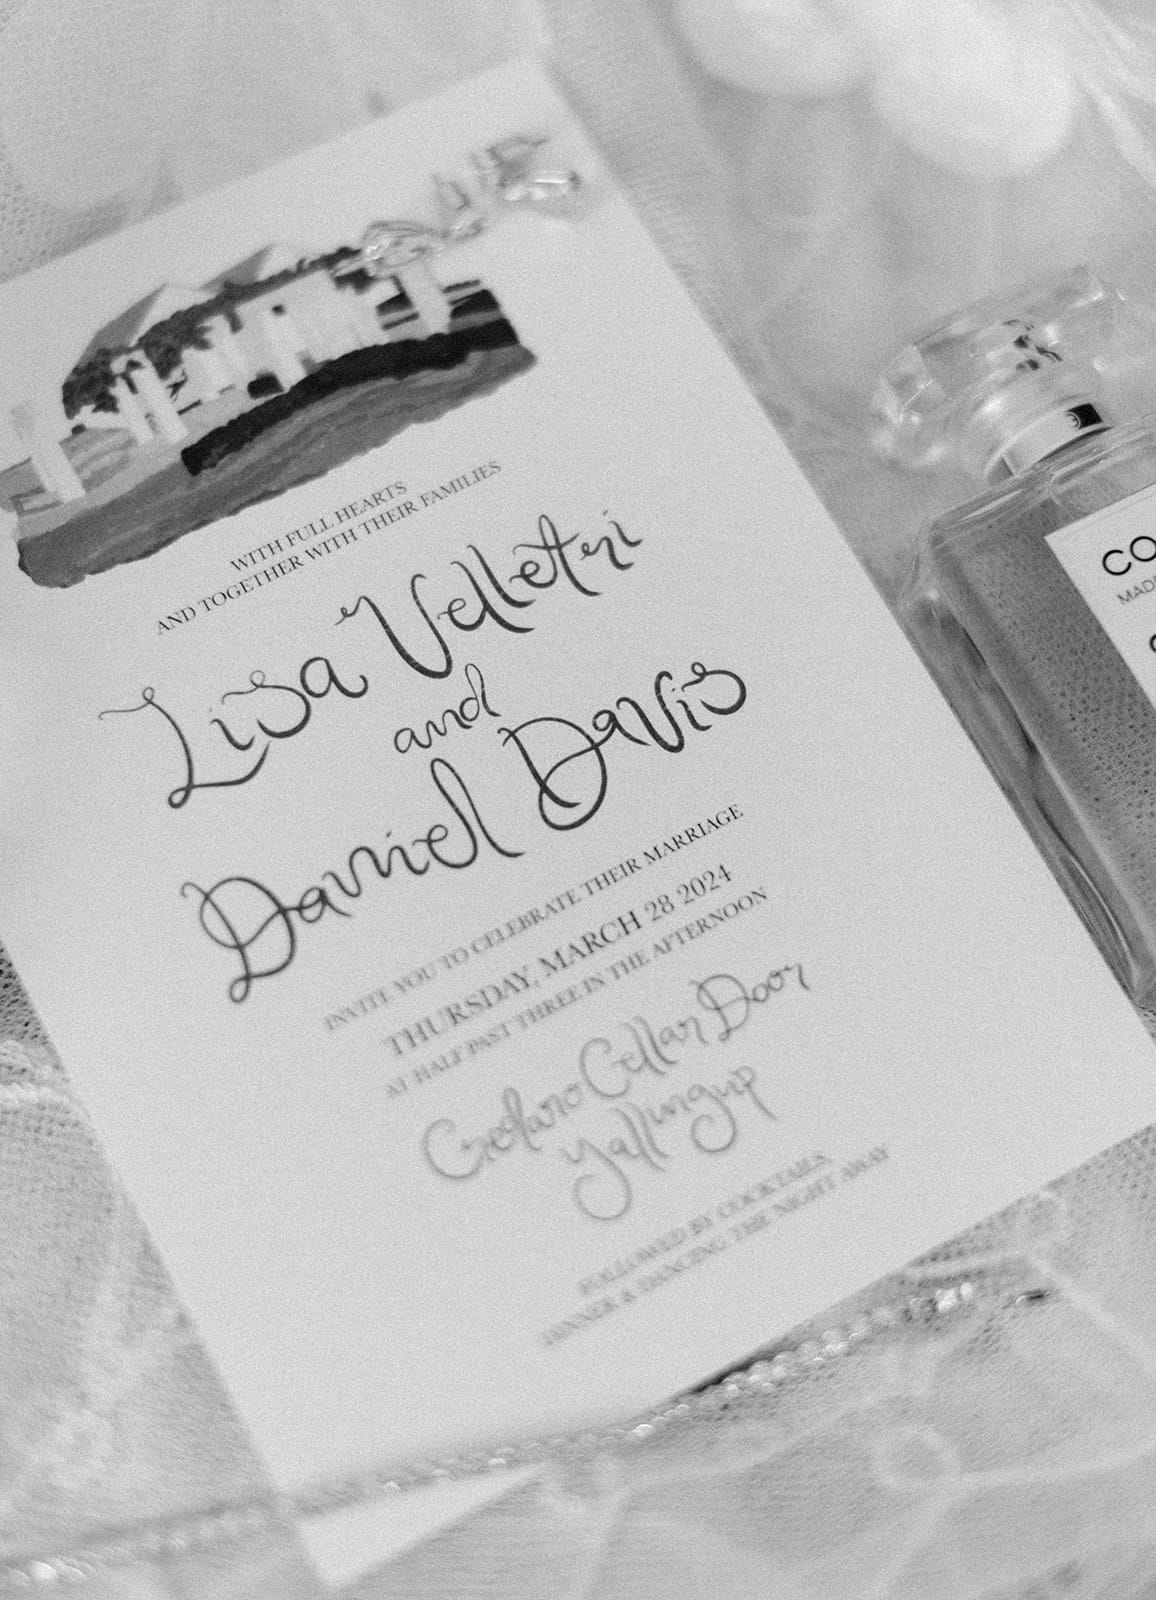 WITH FULL HEARTS
AND TOGETHER WITH THEIR FAMILIES
Lisa Velletri
and
Daniel Davis
INVITE YOU TO CELEBRATE THEIR MARRIAGE
THURSDAY, MARCH 28 2024
AT HALF PAST THREE IN THE AFTERNOON
Cellar Door
Yallingup
FOLLOWED BY COCKTAILS
DINNER & DANCING THE NIGHT AWAY
CO
MADE